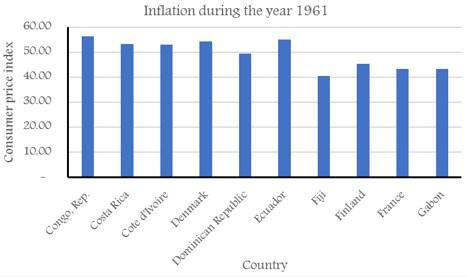 Inflation during the year 1961
Consumer price index
60.00
50.00
40.00
30.00
20.00
10.00
-
Congo, Rep.
Costa Rica
Cote d'Ivoire
Denmark
Dominican Republic
Ecuador
Fiji
Finland
France
Gabon
Country